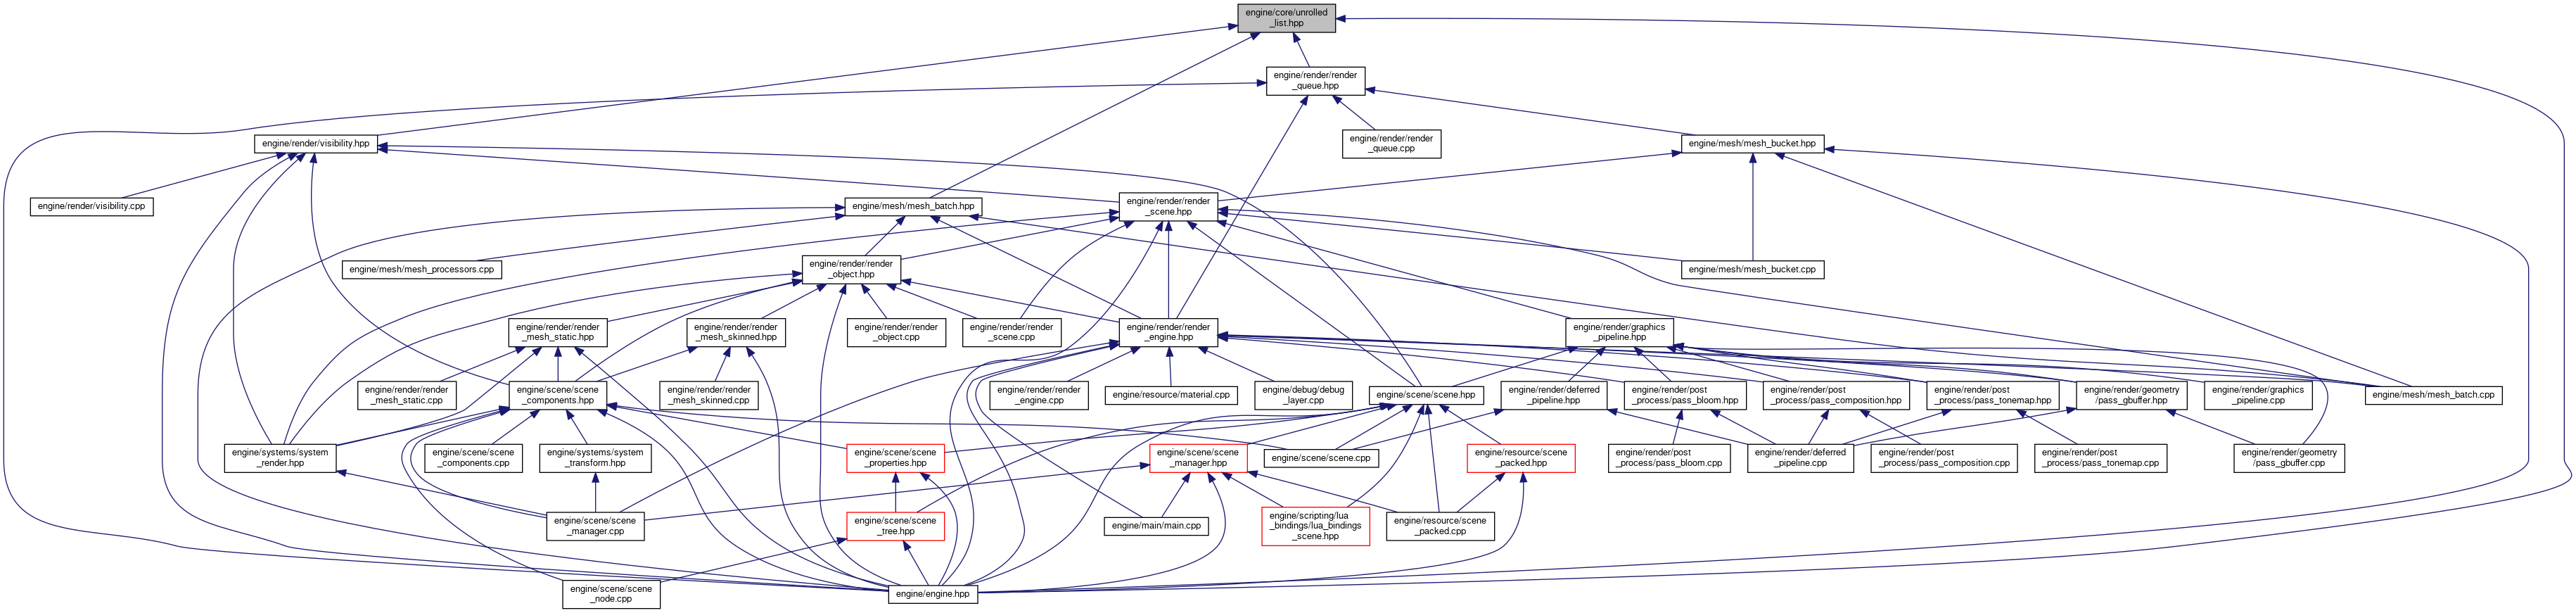 engine/core/unrolled
_list.hpp
engine/render/render
_queue.hpp
engine/render/visibility.hpp
engine/render/render
_queue.cpp
engine/mesh/mesh_bucket.hpp
engine/render/visibility.cpp
engine/mesh/mesh_batch.hpp
engine/render/render
_scene.hpp
engine/mesh/mesh_processors.cpp
engine/render/render
_object.hpp
engine/mesh/mesh_bucket.cpp
engine/render/render
_mesh_static.hpp
engine/render/render
_mesh_skinned.hpp
engine/render/render
_object.cpp
engine/render/render
_scene.cpp
engine/render/render
_engine.hpp
engine/render/graphics
_pipeline.hpp
engine/render/render
_mesh_static.cpp
engine/scene/scene
_components.hpp
engine/render/render
_mesh_skinned.cpp
engine/render/render
_engine.cpp
engine/resource/material.cpp
engine/debug/debug
_layer.cpp
engine/scene/scene.hpp
engine/render/deferred
_pipeline.hpp
engine/render/post
_process/pass_bloom.hpp
engine/render/post
_process/pass_composition.hpp
engine/render/post
_process/pass_tonemap.hpp
engine/render/geometry
/pass_gbuffer.hpp
engine/render/graphics
_pipeline.cpp
engine/mesh/mesh_batch.cpp
engine/systems/system
_render.hpp
engine/scene/scene
_components.cpp
engine/systems/system
_transform.hpp
engine/scene/scene
_properties.hpp
engine/scene/scene
_manager.hpp
engine/scene/scene.cpp
engine/resource/scene
_packed.hpp
engine/render/post
_process/pass_bloom.cpp
engine/render/deferred
_pipeline.cpp
engine/render/post
_process/pass_composition.cpp
engine/render/post
_process/pass_tonemap.cpp
engine/render/geometry
/pass_gbuffer.cpp
engine/scene/scene
_manager.cpp
engine/scene/scene
_tree.hpp
engine/main/main.cpp
engine/scripting/lua
_bindings/lua_bindings
_scene.hpp
engine/resource/scene
_packed.cpp
engine/scene/scene
_node.cpp
engine/engine.hpp